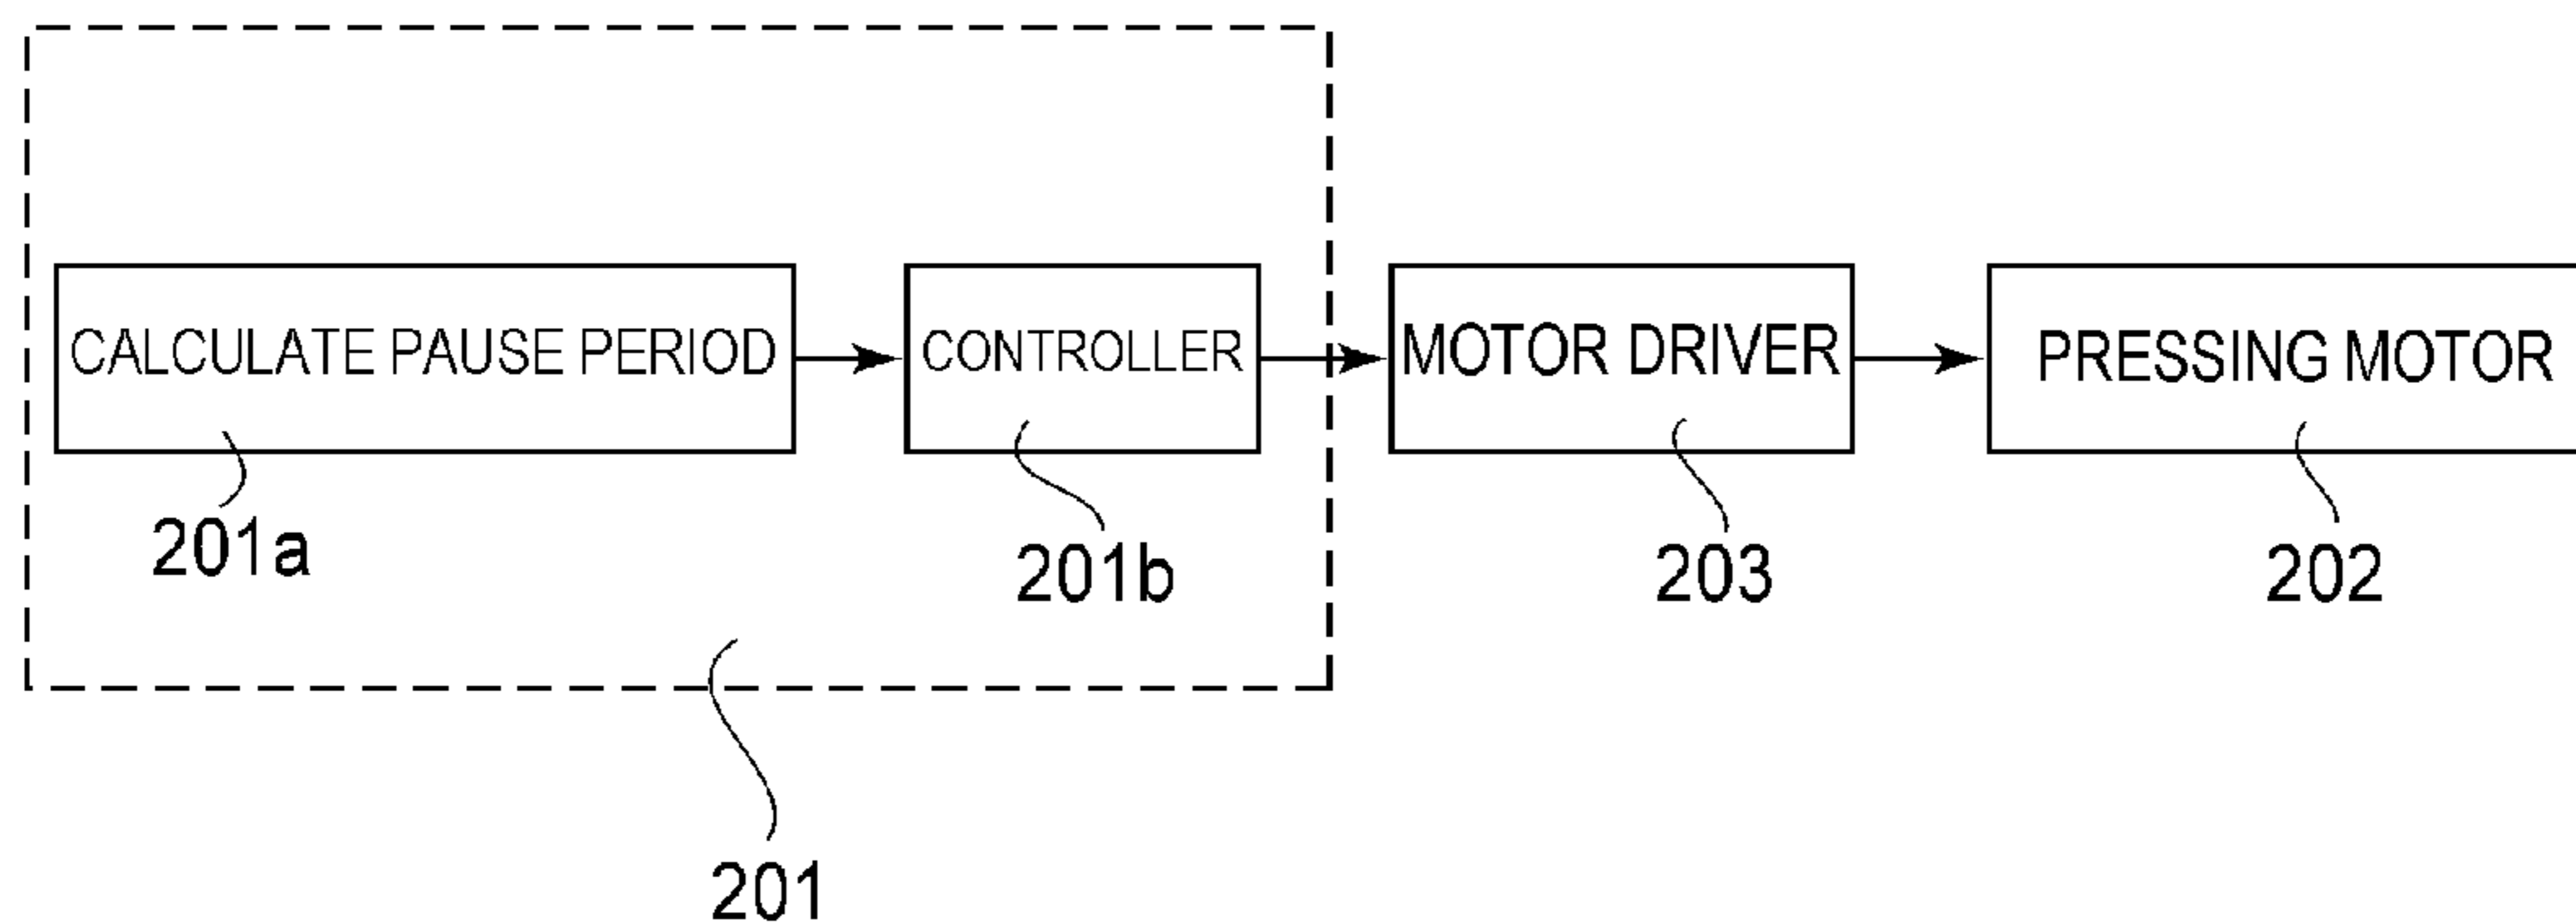 CALCULATE PAUSE PERIOD
CONTROLLER
MOTOR DRIVER
PRESSING MOTOR
201a
201b
203
202
201